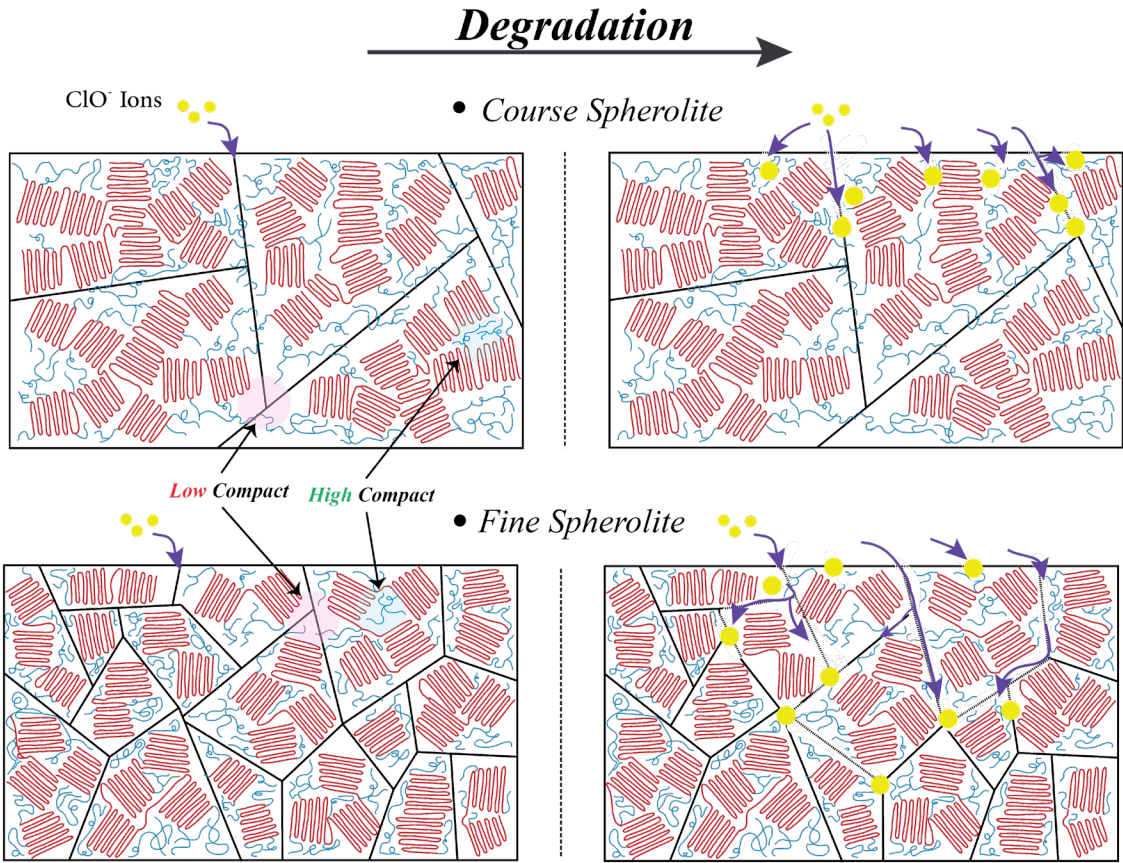 Degradation
ClO⁻ Ions
• Course Spherolite
Low Compact
High Compact
• Fine Spherolite